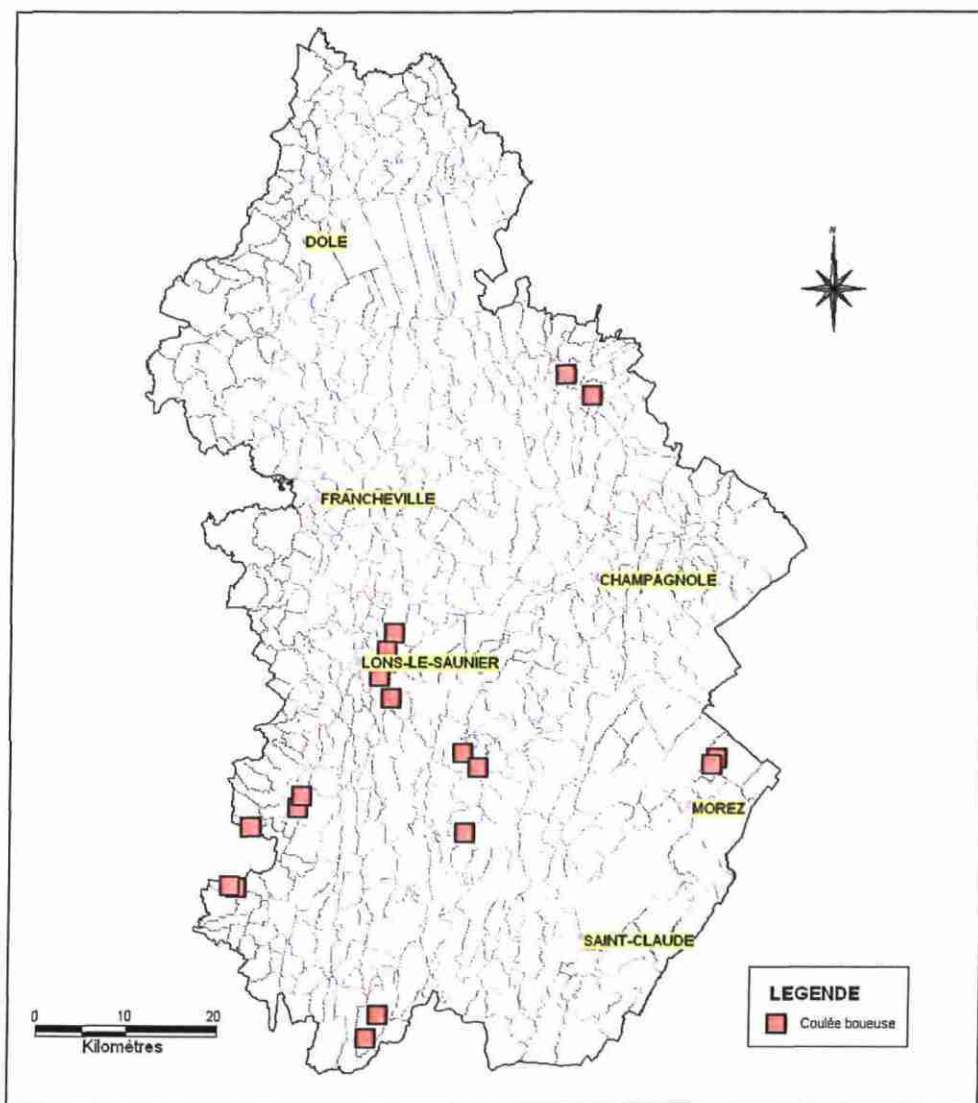 N
DOLE
FRANCHEVILLE
CHAMPAGNOLE
LONS-LE-SAUNIER
MOREZ
SAINT-CLAUDE
LEGENDE
Coulée boueuse
0 10 20
Kilomètres